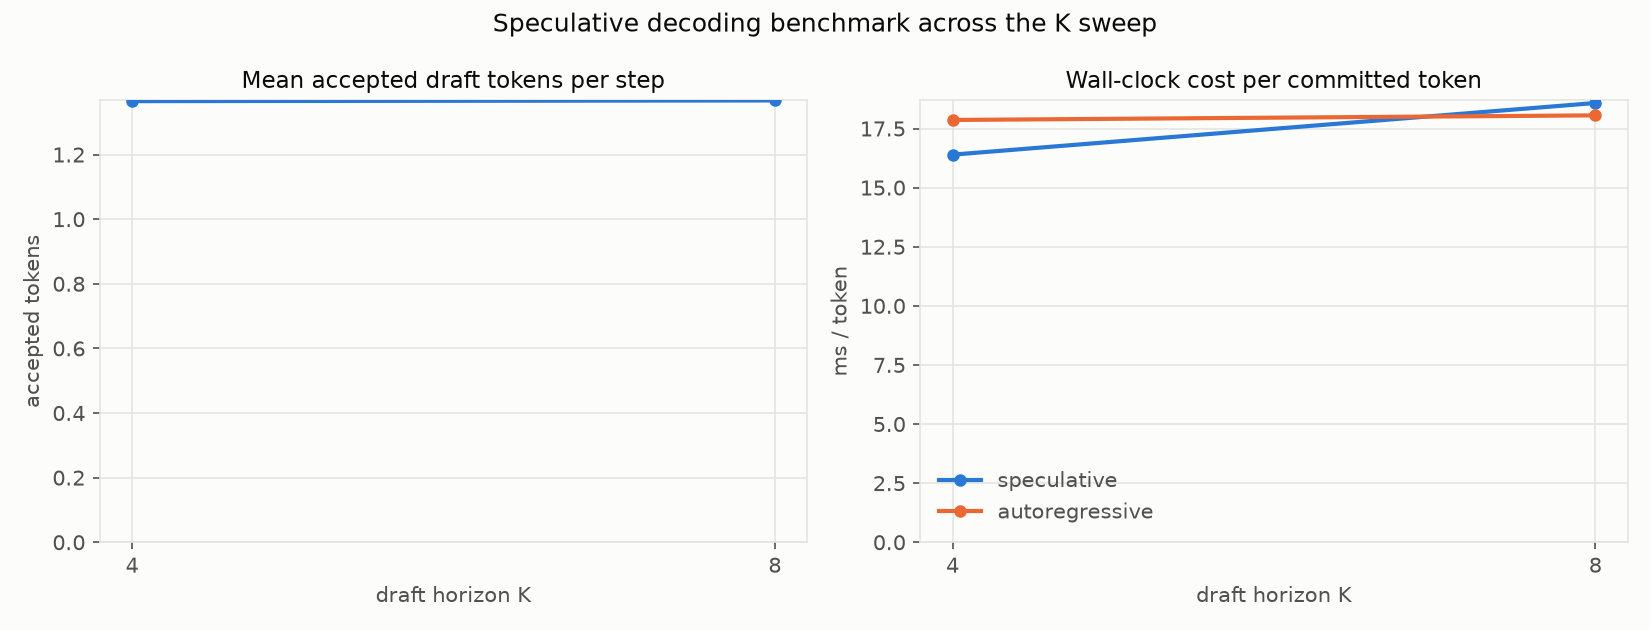 Speculative decoding benchmark across the K sweep
Mean accepted draft tokens per step
accepted tokens
1.2
1.0
0.8
0.6
0.4
0.2
0.0
4
8
draft horizon K
Wall-clock cost per committed token
ms / token
17.5
15.0
12.5
10.0
7.5
5.0
2.5
0.0
speculative
autoregressive
4
8
draft horizon K